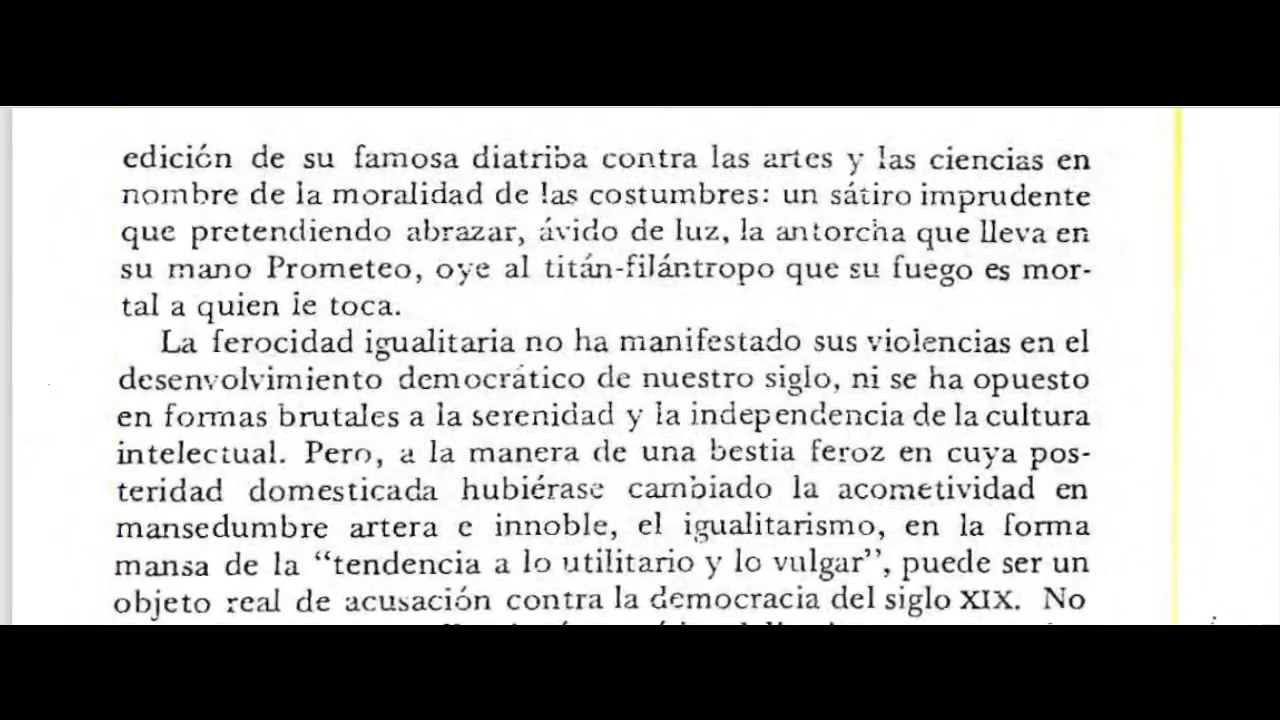 edición de su famosa diatriba contra las artes y las ciencias en
nombre de la moralidad de las costumbres: un sátiro imprudente
que pretendiendo abrazar, ávido de luz, la antorcha que lleva en
su mano Prometeo, oye al titán-filántropo que su fuego es mor-
tal a quien le toca.
La ferocidad igualitaria no ha manifestado sus violencias en el
desenvolvimiento democrático de nuestro siglo, ni se ha opuesto
en formas brutales a la serenidad y la independencia de la cultura
intelectual. Pero, a la manera de una bestia feroz en cuya pos-
teridad domesticada hubiérase cambiado la acometividad en
mansedumbre artera e innoble, el igualitarismo, en la forma
mansa de la “tendencia a lo utilitario y lo vulgar”, puede ser un
objeto real de acusación contra la democracia del siglo XIX. No